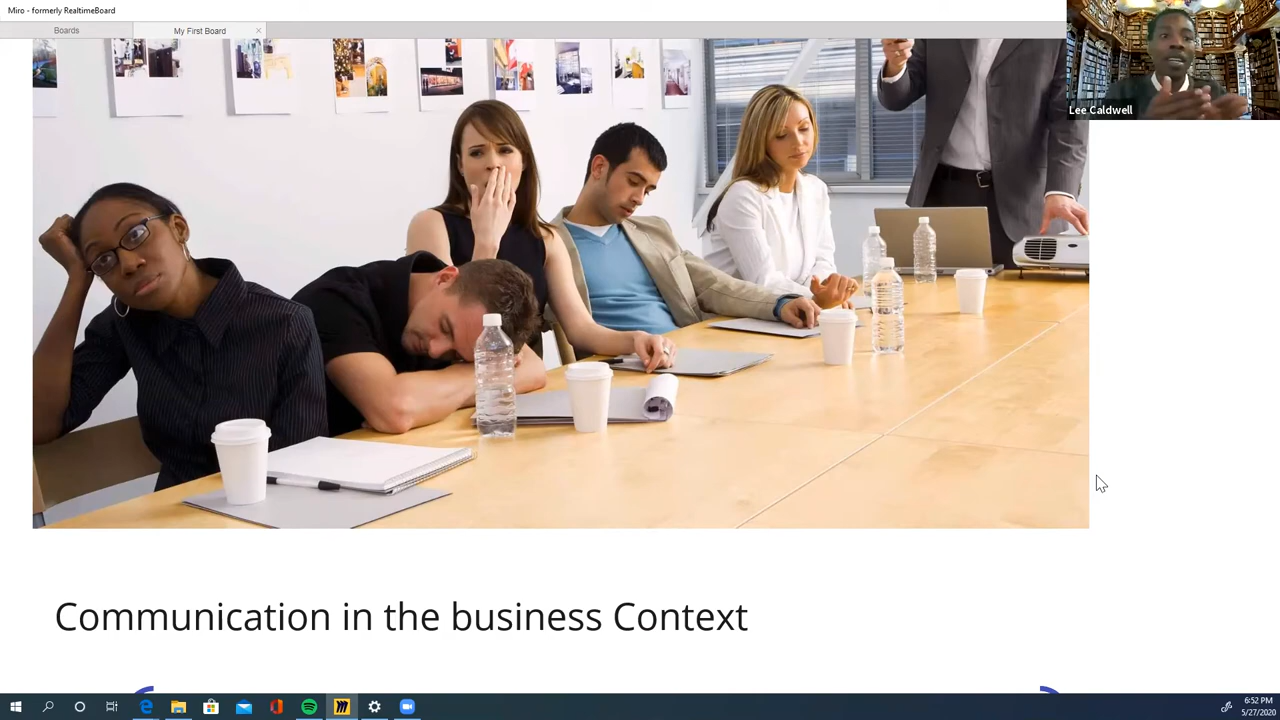 Miro - formerly RealtimeBoard
Boards
My First Board
Lee Caldwell
Communication in the business Context
6:52 PM
5/27/2020